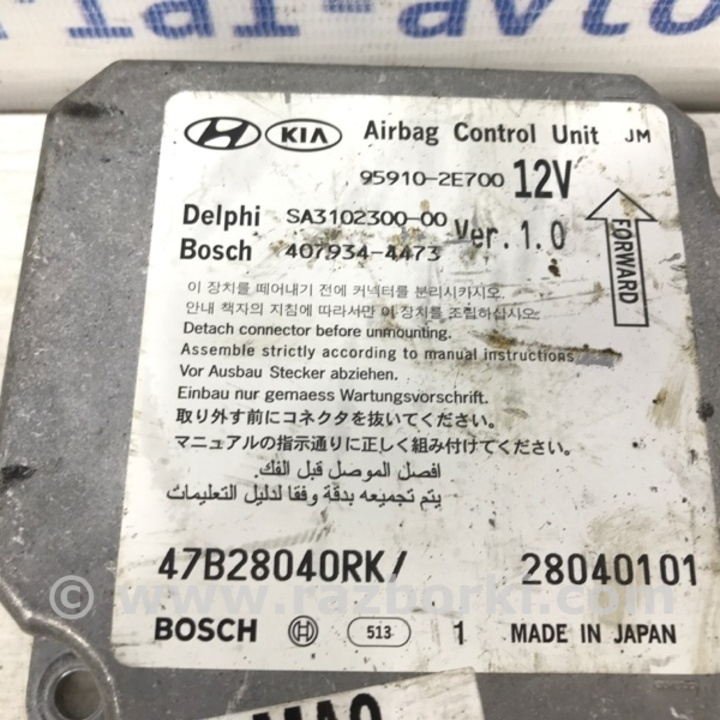 KIA Airbag Control Unit JM
95910-2E700 12V
Delphi SA3102300-00 Ver.1.0
Bosch 407934-4473
FORWARD
이 장치를 떼어내기 전에 커넥터를 분리시키시오.
안내 책자의 지침에 따라서만 이 장치를 조립하십시오.
Detach connector before unmounting.
Assemble strictly according to manual instructions
Vor Ausbau Stecker abziehen.
Einbau nur gemaess Wartungsvorschrift.
取り外す前にコネクタを抜いてください。
マニュアルの指示通りに正しく組み付けてください。
افصل الموصل قبل الفك.
يتم تجميعه بدقة وفقا لدليل التعليمات
47B28040RK/ 28040101
© www.razborki.com
BOSCH 513 1 MADE IN JAPAN